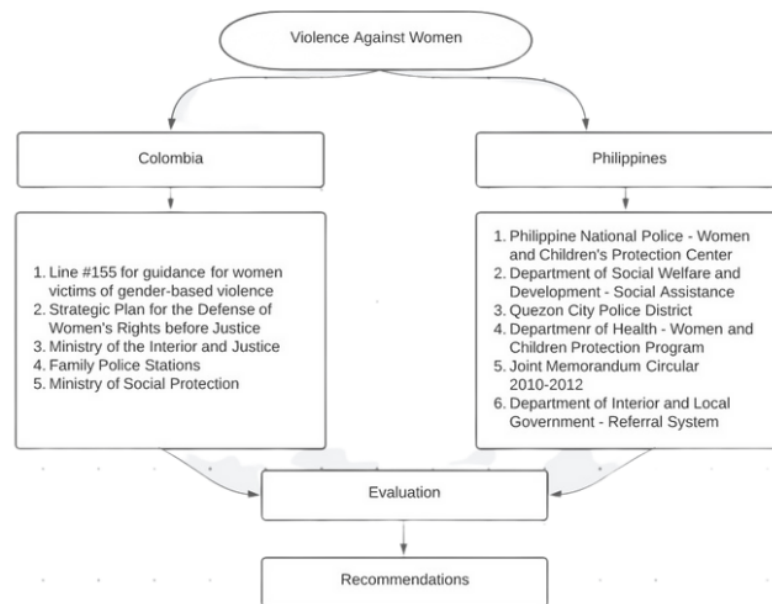 Violence Against Women
Colombia
Philippines
1. Line #155 for guidance for women
victims of gender-based violence
2. Strategic Plan for the Defense of
Women's Rights before Justice
3. Ministry of the Interior and Justice
4. Family Police Stations
5. Ministry of Social Protection
1. Philippine National Police - Women
and Children's Protection Center
2. Department of Social Welfare and
Development - Social Assistance
3. Quezon City Police District
4. Departmenr of Health - Women and
Children Protection Program
5. Joint Memorandum Circular
2010-2012
6. Department of Interior and Local
Government - Referral System
Evaluation
Recommendations